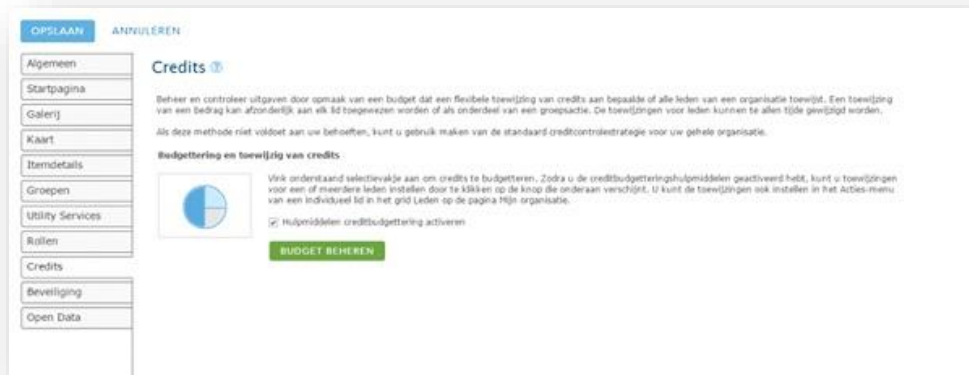 OPSLAAN ANNULEREN
Algemeen
Startpagina
Galerij
Kaart
Itemdetails
Groepen
Utility Services
Rollen
Credits
Beveiliging
Open Data
Credits ?
Beheer en controleer uitgaven door opmaak van een budget dat een flexibele toewijzing van credits aan bepaalde of alle leden van een organisatie toewijst. Een toewijzing
van een bedrag kan afzonderlijk aan elk lid toegewezen worden of als onderdeel van een groepsactie. De toewijzingen voor leden kunnen te allen tijde gewijzigd worden.
Als deze methode niet voldoet aan uw behoeften, kunt u gebruik maken van de standaard creditcontrolestrategie voor uw gehele organisatie.
Budgettering en toewijzig van credits
Vink onderstaand selectievakje aan om credits te budgetteren. Zodra u de creditbudgetteringshulpmiddelen geactiveerd hebt, kunt u toewijzingen
voor een of meerdere leden instellen door te klikken op de knop die onderaan verschijnt. U kunt de toewijzingen ook instellen in het Acties-menu
van een individueel lid in het grid Leden op de pagina Mijn organisatie.
Hulpmiddelen creditbudgettering activeren
BUDGET BEHEREN